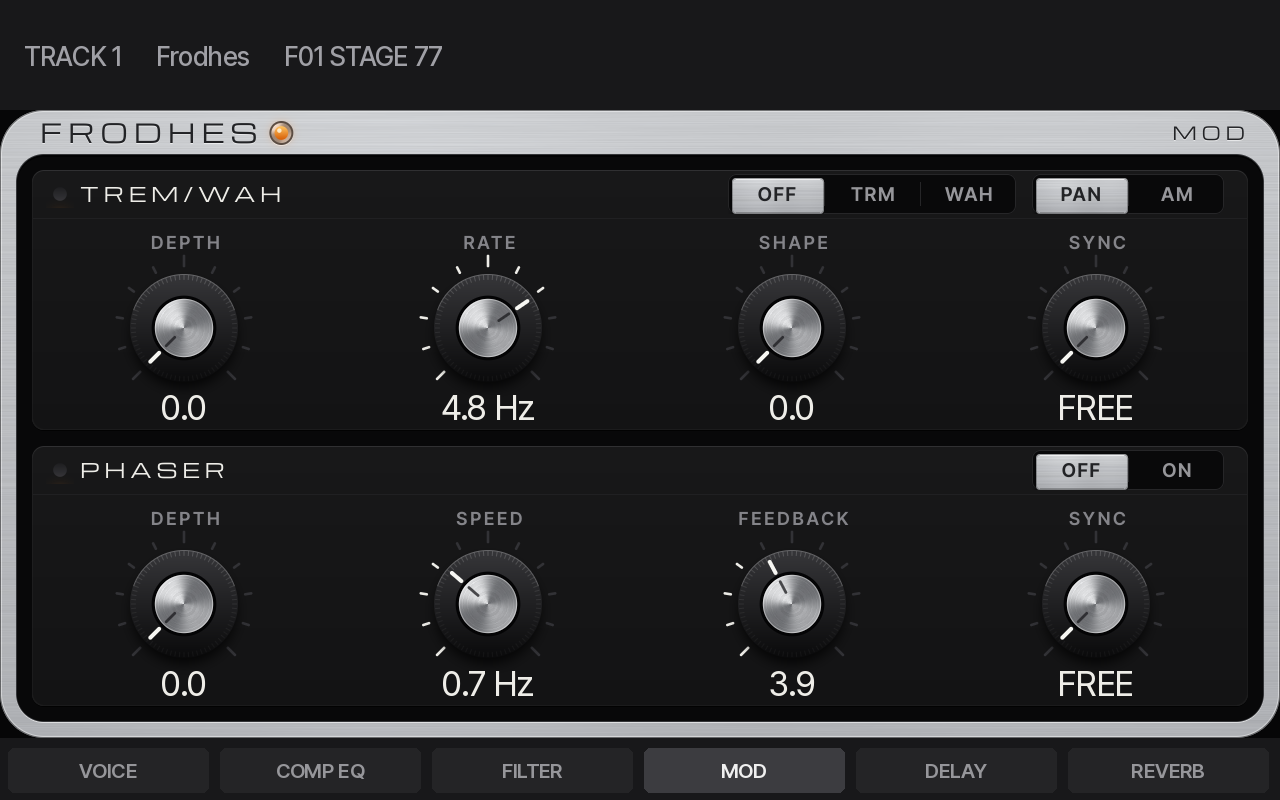 TRACK 1 Frodhes F01 STAGE 77
FRODHES MOD
TREM/WAH OFF TRM WAH PAN AM
DEPTH RATE SHAPE SYNC
0.0 4.8 Hz 0.0 FREE
PHASER OFF ON
DEPTH SPEED FEEDBACK SYNC
0.0 0.7 Hz 3.9 FREE
VOICE COMP EQ FILTER MOD DELAY REVERB